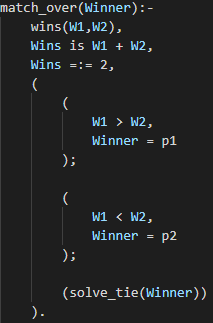 match_over(Winner):-
    wins(W1,W2),
    Wins is W1 + W2,
    Wins =:= 2,
    (
        (
            W1 > W2,
            Winner = p1
        );

        (
            W1 < W2,
            Winner = p2
        );

        (solve_tie(Winner))
    ).